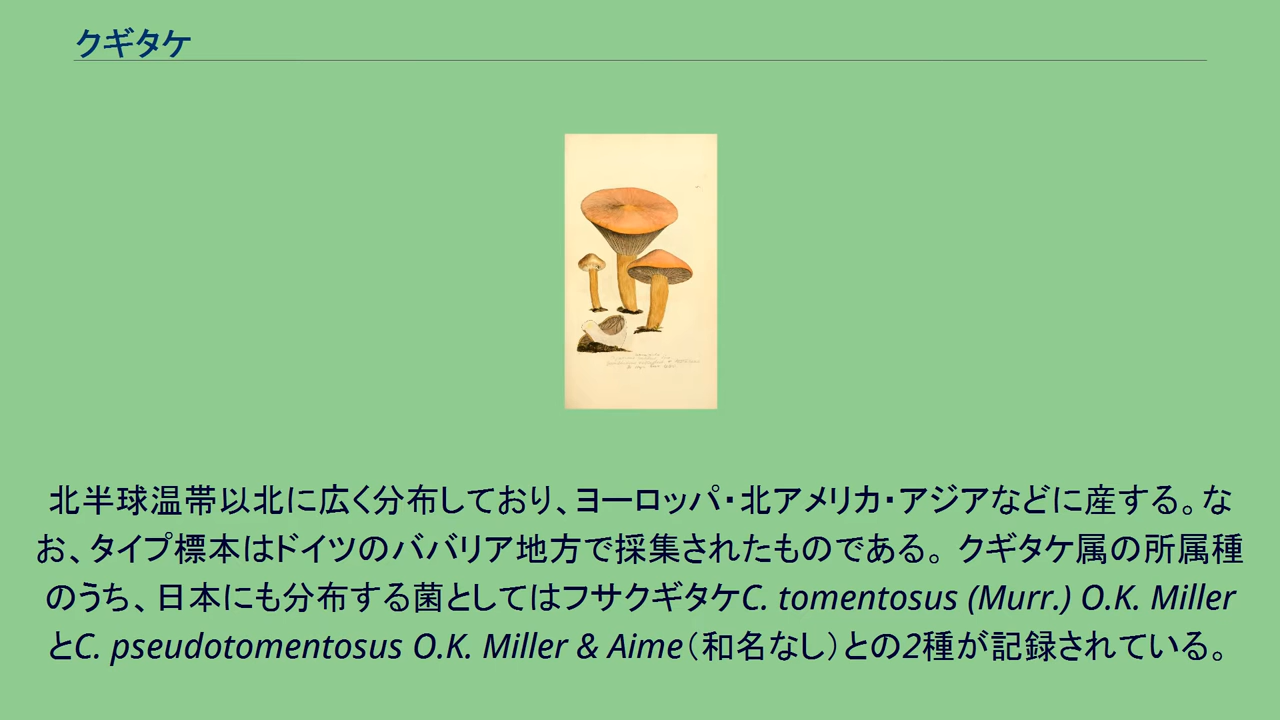 クギタケ
北半球温帯以北に広く分布しており、ヨーロッパ・北アメリカ・アジアなどに産する。な
お、タイプ標本はドイツのババリア地方で採集されたものである。 クギタケ属の所属種
のうち、日本にも分布する菌としてはフサクギタケC. tomentosus (Murr.) O.K. Miller
とC. pseudotomentosus O.K. Miller & Aime（和名なし）との2種が記録されている。